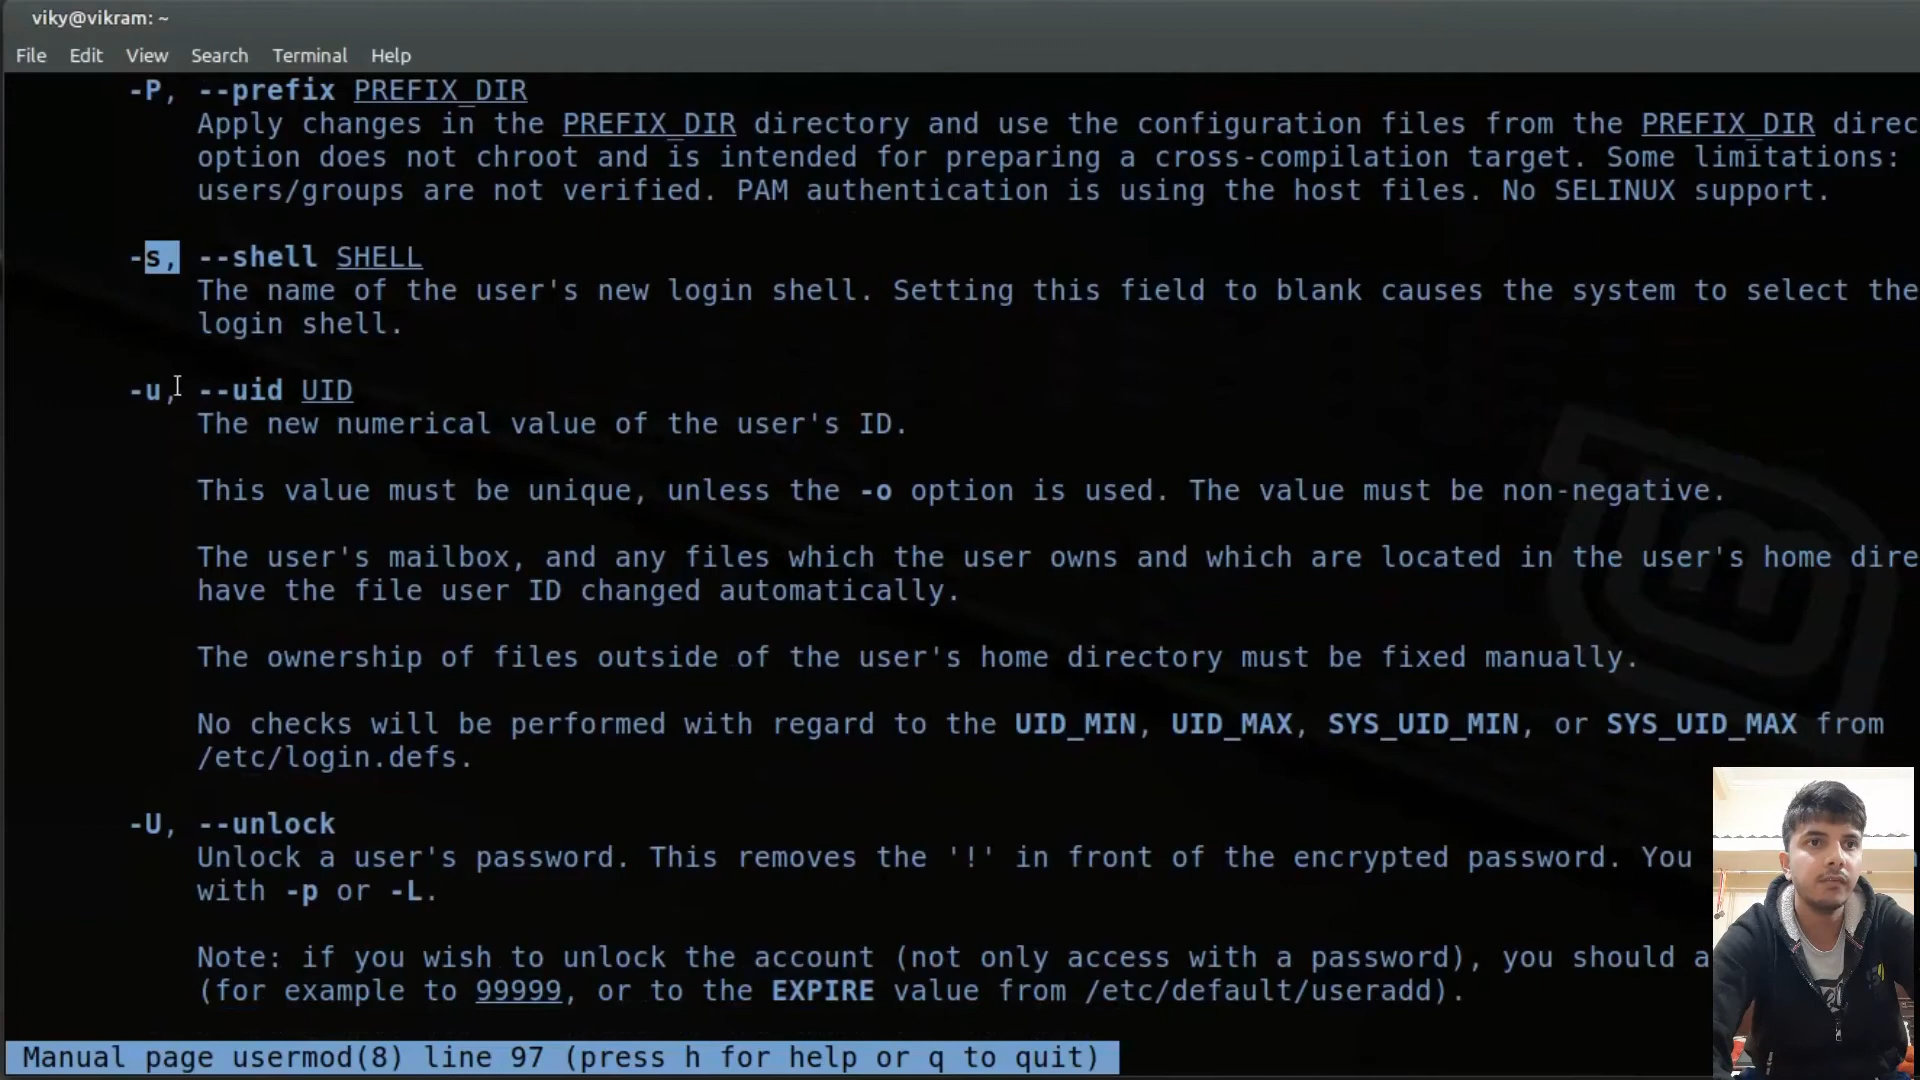 viky@vikram: ~
File Edit View Search Terminal Help
-P, --prefix PREFIX_DIR
Apply changes in the PREFIX_DIR directory and use the configuration files from the PREFIX_DIR direc
option does not chroot and is intended for preparing a cross-compilation target. Some limitations:
users/groups are not verified. PAM authentication is using the host files. No SELINUX support.
-s, --shell SHELL
The name of the user's new login shell. Setting this field to blank causes the system to select the
login shell.
-u, --uid UID
The new numerical value of the user's ID.
This value must be unique, unless the -o option is used. The value must be non-negative.
The user's mailbox, and any files which the user owns and which are located in the user's home dire
have the file user ID changed automatically.
The ownership of files outside of the user's home directory must be fixed manually.
No checks will be performed with regard to the UID_MIN, UID_MAX, SYS_UID_MIN, or SYS_UID_MAX from
/etc/login.defs.
-U, --unlock
Unlock a user's password. This removes the '!' in front of the encrypted password. You
with -p or -L.
Note: if you wish to unlock the account (not only access with a password), you should a
(for example to 99999, or to the EXPIRE value from /etc/default/useradd).
Manual page usermod(8) line 97 (press h for help or q to quit)